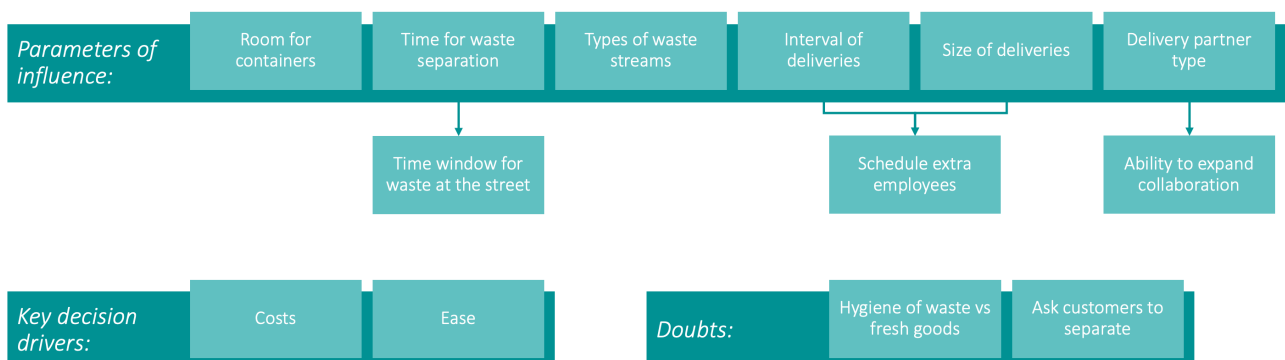 Parameters of
influence:
Room for
containers
Time for waste
separation
Types of waste
streams
Interval of
deliveries
Size of deliveries
Delivery partner
type
Time window for
waste at the street
Schedule extra
employees
Ability to expand
collaboration
Key decision
drivers:
Costs
Ease
Doubts:
Hygiene of waste vs
fresh goods
Ask customers to
separate